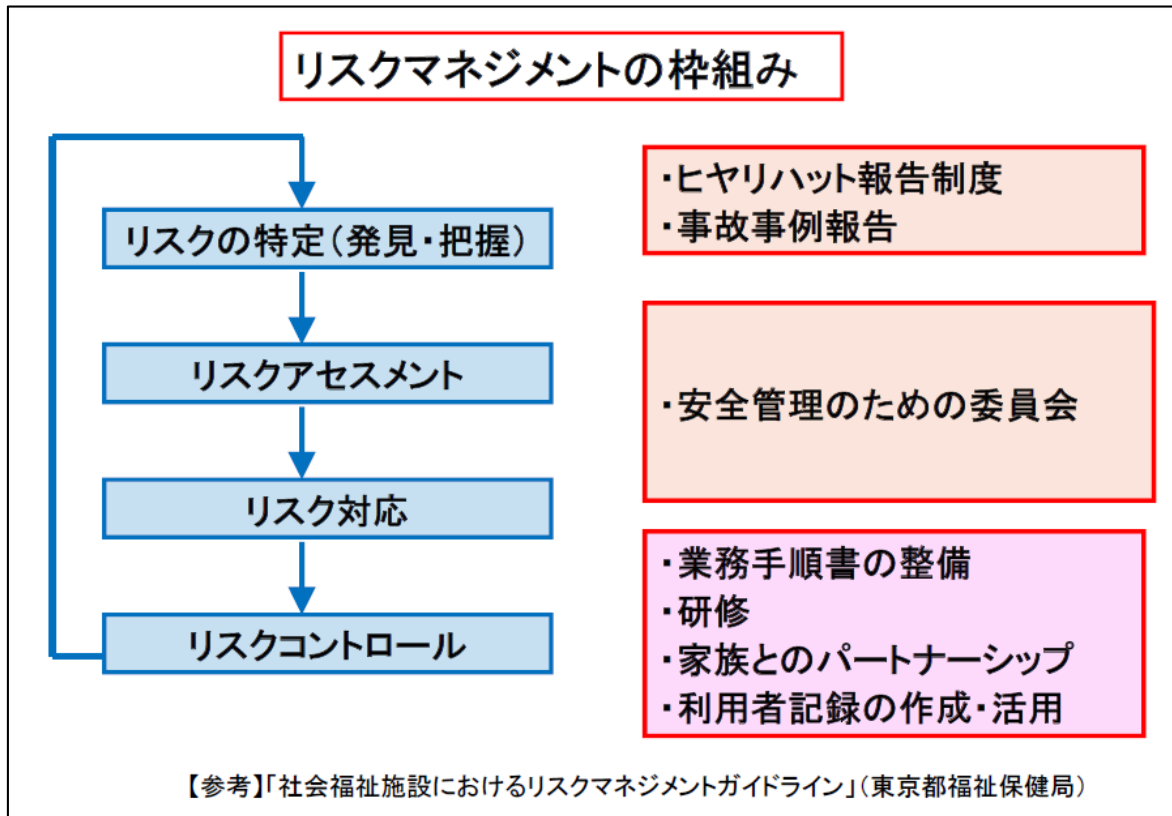 リスクマネジメントの枠組み
リスクの特定(発見・把握)
リスクアセスメント
リスク対応
リスクコントロール
・ヒヤリハット報告制度
・事故事例報告
・安全管理のための委員会
・業務手順書の整備
・研修
・家族とのパートナーシップ
・利用者記録の作成・活用
【参考】「社会福祉施設におけるリスクマネジメントガイドライン」(東京都福祉保健局)